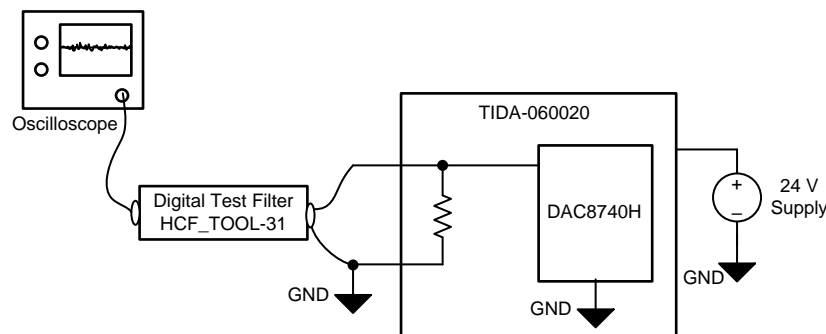 Oscilloscope
Digital Test Filter
HCF_TOOL-31
GND
TIDA-060020
DAC8740H
GND
+
–
24 V
Supply
GND